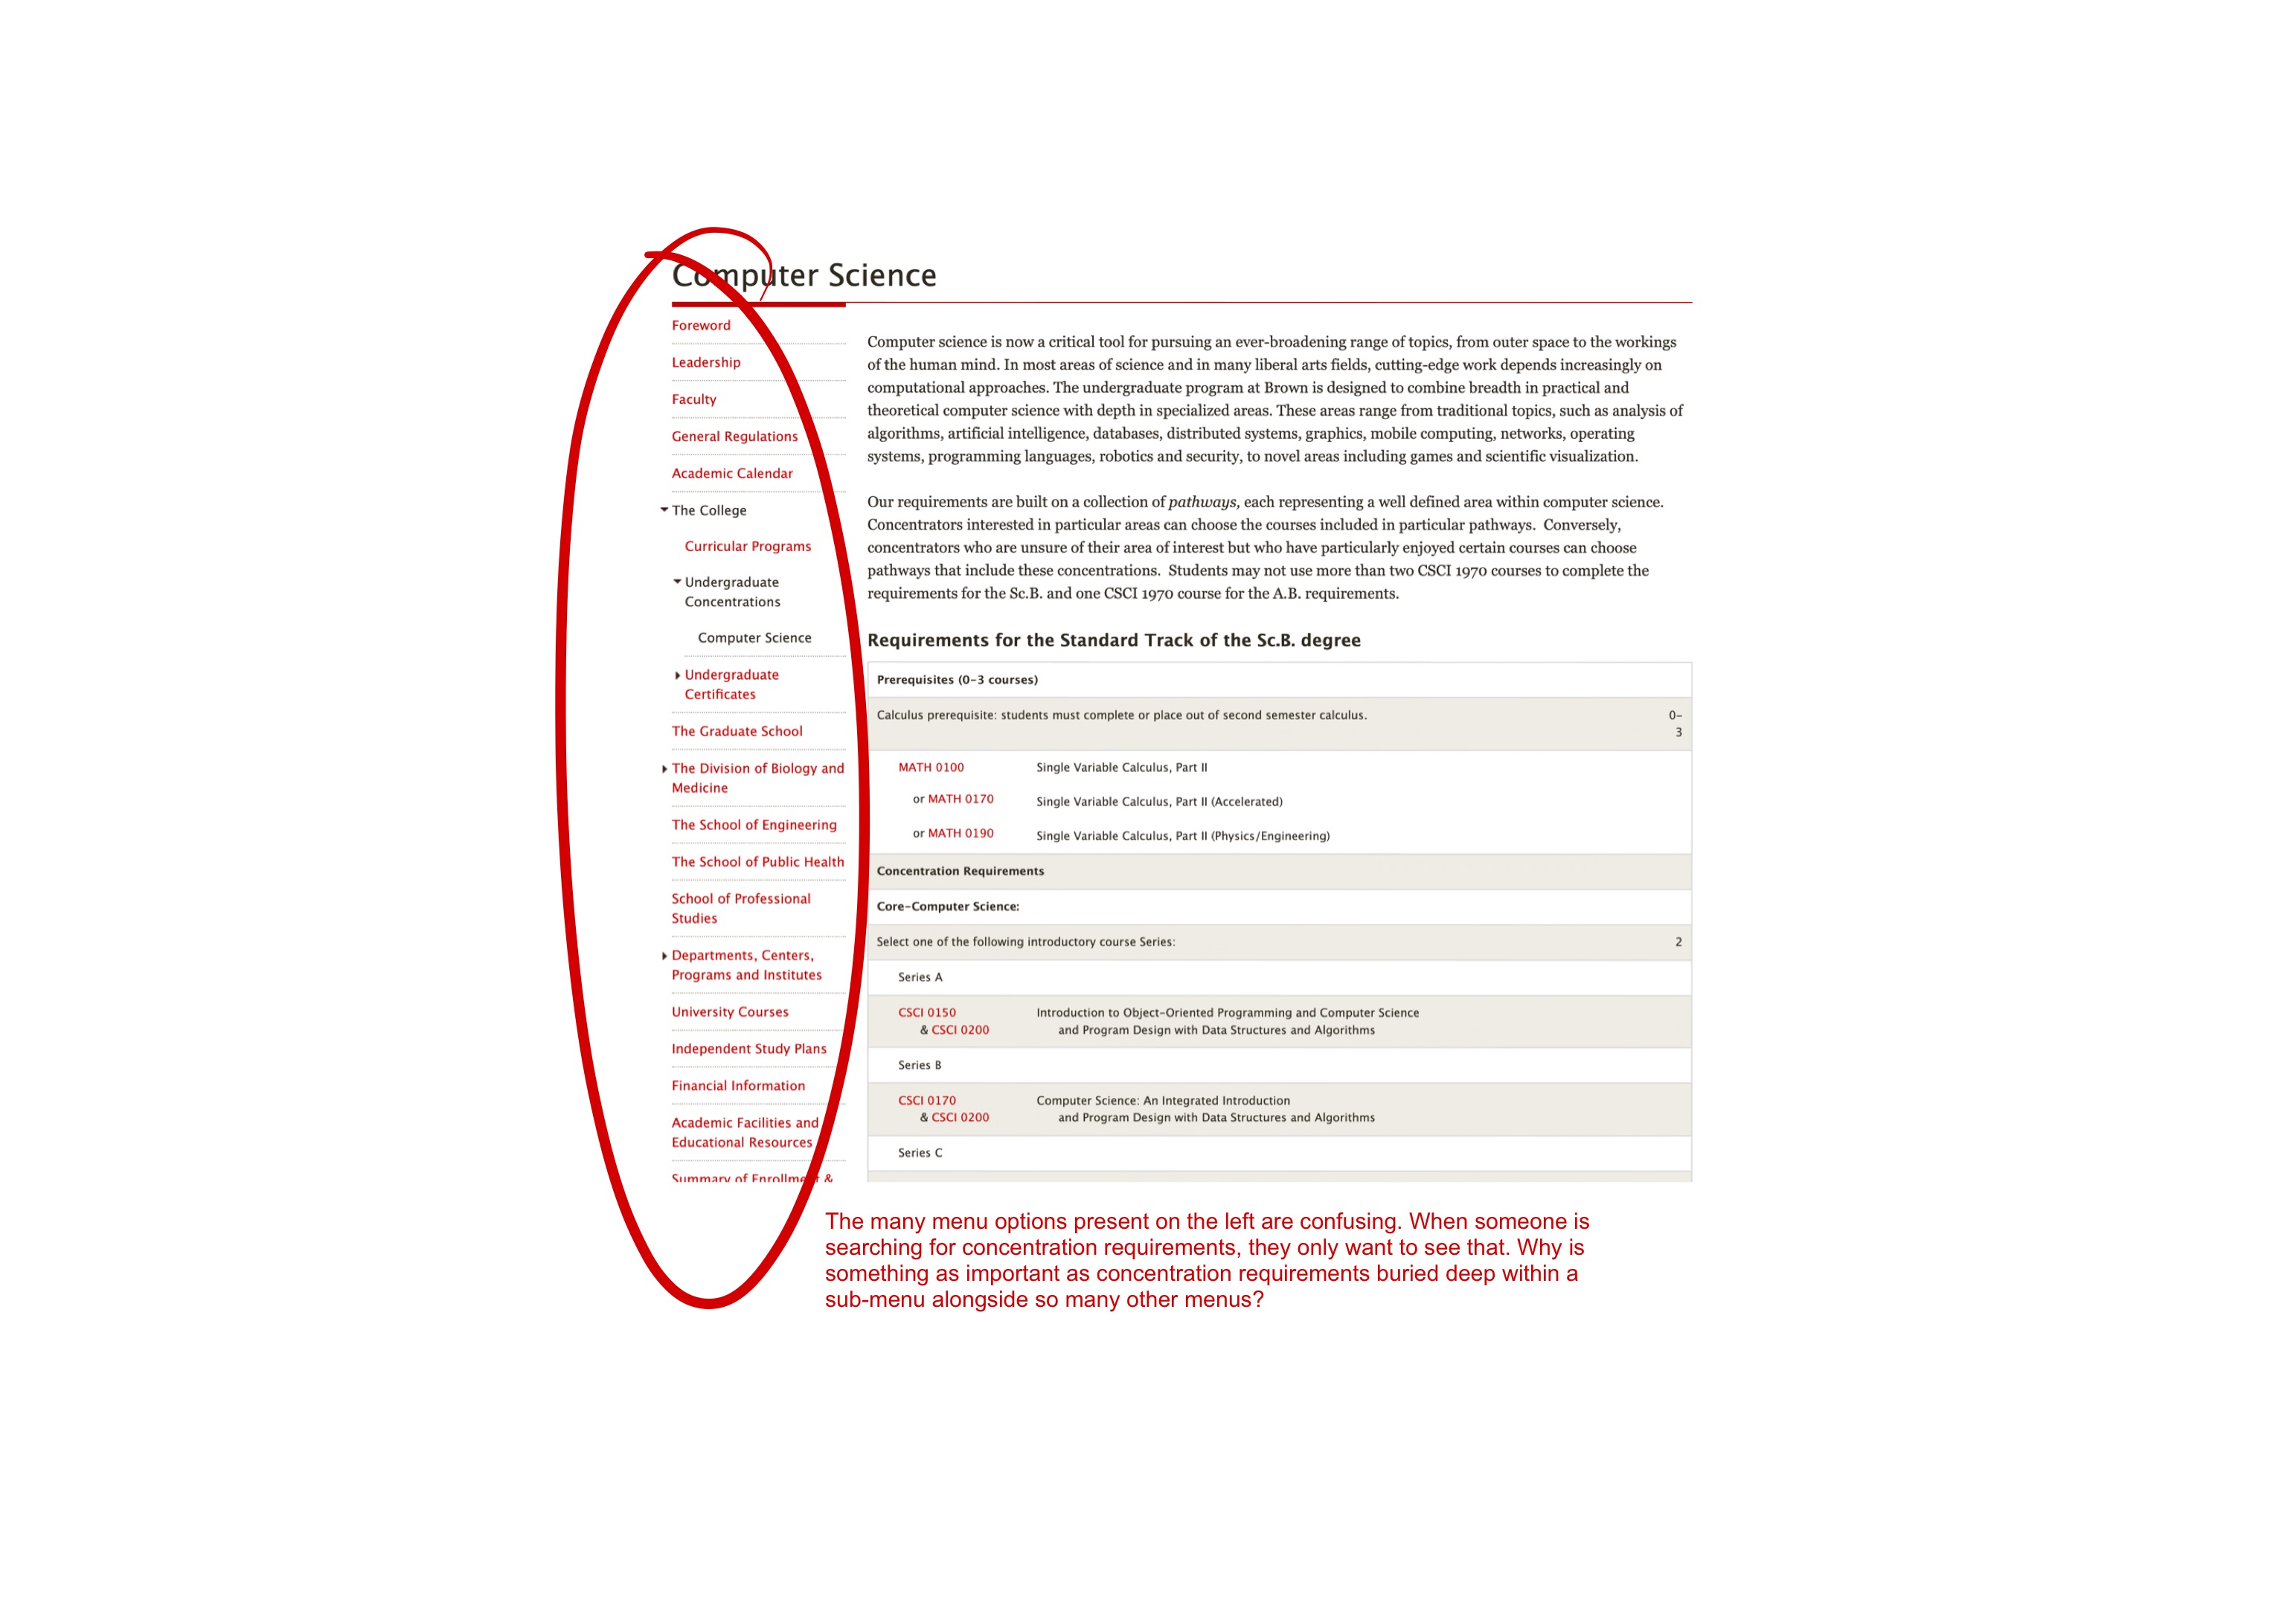 Computer Science
Foreword
Leadership
Faculty
General Regulations
Academic Calendar
The College
Curricular Programs
Undergraduate
Concentrations
Computer Science
Undergraduate
Certificates
The Graduate School
The Division of Biology and
Medicine
The School of Engineering
The School of Public Health
School of Professional
Studies
Departments, Centers,
Programs and Institutes
University Courses
Independent Study Plans
Financial Information
Academic Facilities and
Educational Resources
Summary of Enrollment &
Computer science is now a critical tool for pursuing an ever-broadening range of topics, from outer space to the workings
of the human mind. In most areas of science and in many liberal arts fields, cutting-edge work depends increasingly on
computational approaches. The undergraduate program at Brown is designed to combine breadth in practical and
theoretical computer science with depth in specialized areas. These areas range from traditional topics, such as analysis of
algorithms, artificial intelligence, databases, distributed systems, graphics, mobile computing, networks, operating
systems, programming languages, robotics and security, to novel areas including games and scientific visualization.
Our requirements are built on a collection of pathways, each representing a well defined area within computer science.
Concentrators interested in particular areas can choose the courses included in particular pathways. Conversely,
concentrators who are unsure of their area of interest but who have particularly enjoyed certain courses can choose
pathways that include these concentrations. Students may not use more than two CSCI 1970 courses to complete the
requirements for the Sc.B. and one CSCI 1970 course for the A.B. requirements.
Requirements for the Standard Track of the Sc.B. degree
Prerequisites (0-3 courses)
Calculus prerequisite: students must complete or place out of second semester calculus. 0-
3
MATH 0100 Single Variable Calculus, Part II
or MATH 0170 Single Variable Calculus, Part II (Accelerated)
or MATH 0190 Single Variable Calculus, Part II (Physics/Engineering)
Concentration Requirements
Core-Computer Science:
Select one of the following introductory course Series: 2
Series A
CSCI 0150 Introduction to Object-Oriented Programming and Computer Science
& CSCI 0200 and Program Design with Data Structures and Algorithms
Series B
CSCI 0170 Computer Science: An Integrated Introduction
& CSCI 0200 and Program Design with Data Structures and Algorithms
Series C
The many menu options present on the left are confusing. When someone is
searching for concentration requirements, they only want to see that. Why is
something as important as concentration requirements buried deep within a
sub-menu alongside so many other menus?